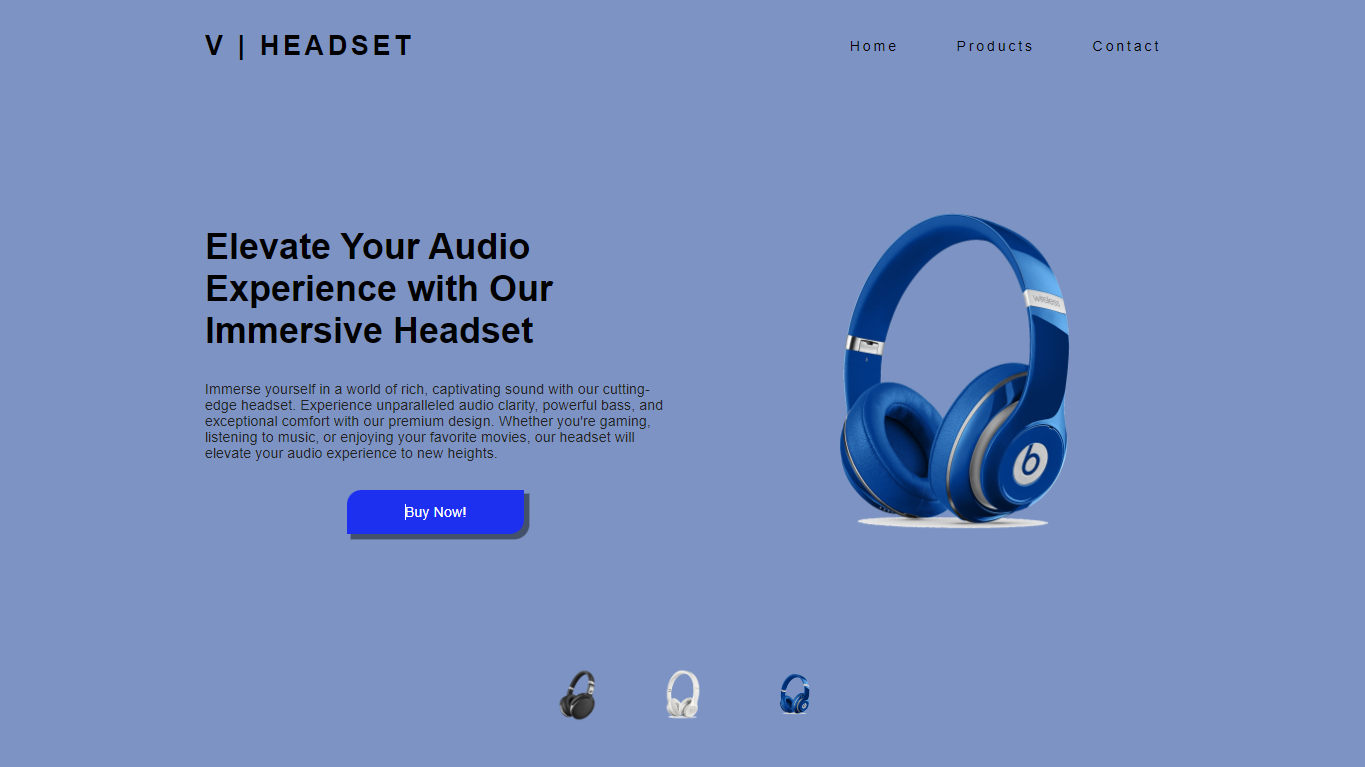 V | HEADSET
Home Products Contact
Elevate Your Audio
Experience with Our
Immersive Headset
Immerse yourself in a world of rich, captivating sound with our cutting-
edge headset. Experience unparalleled audio clarity, powerful bass, and
exceptional comfort with our premium design. Whether you're gaming,
listening to music, or enjoying your favorite movies, our headset will
elevate your audio experience to new heights.
Buy Now!
wireless
b